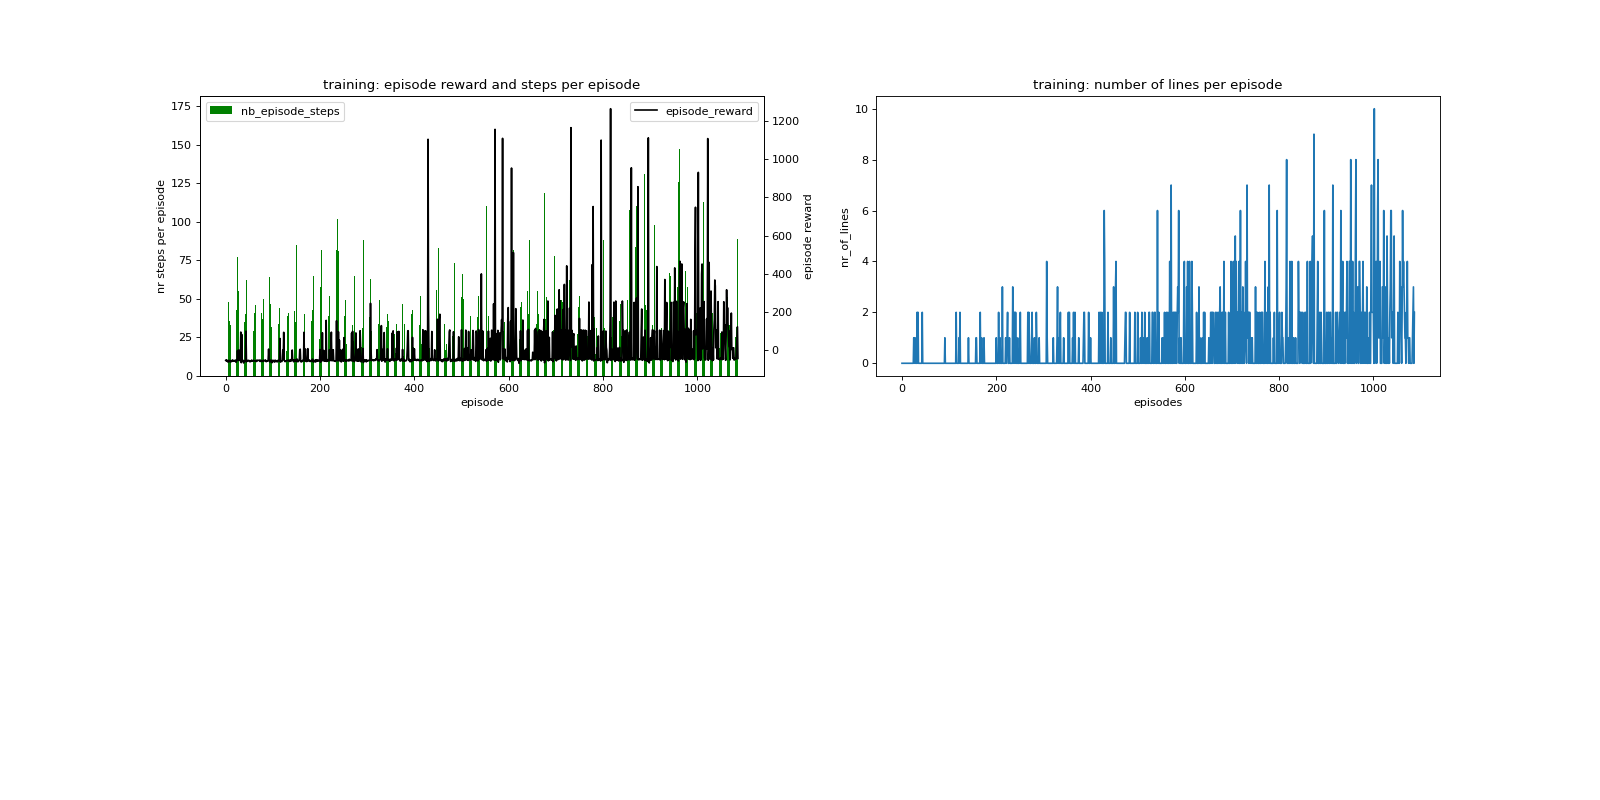 training: episode reward and steps per episode
nb_episode_steps
episode_reward
175
150
125
100
75
50
25
0
nr steps per episode
1200
1000
800
600
400
200
0
episode reward
0 200 400 600 800 1000
episode
training: number of lines per episode
10
8
6
4
2
0
nr_of_lines
0 200 400 600 800 1000
episodes